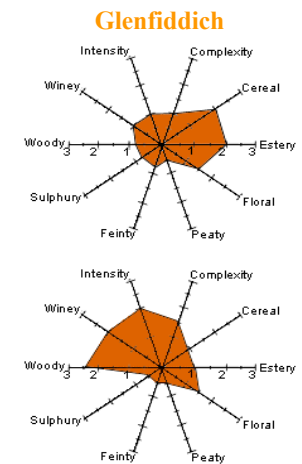 Glenfiddich
Intensity Complexity
Winey Cereal
Woody Estery
3 2 1 1 2 3
Sulphury Floral
Feinty Peaty
Intensity Complexity
Winey Cereal
Woody Estery
3 2 1 1 2 3
Sulphury Floral
Feinty Peaty